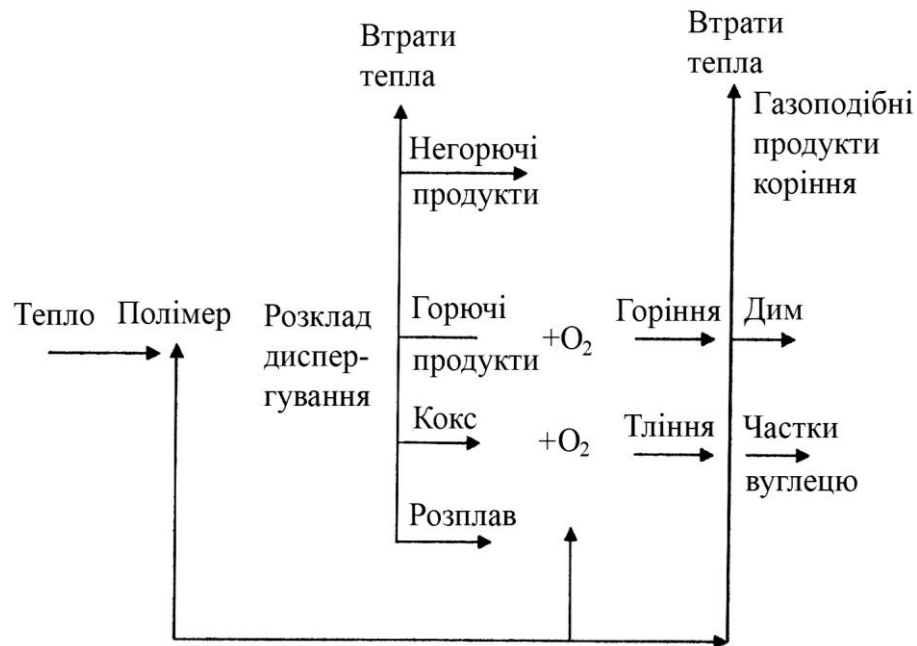 Втрати
тепла
Втрати
тепла
Газоподібні
продукти
коріння
Негорючі
продукти
Тепло
Полімер
Розклад
диспер-
гування
Горючі
продукти
+O₂
Горіння
Дим
Кокс
+O₂
Тління
Частки
вуглецю
Розплав